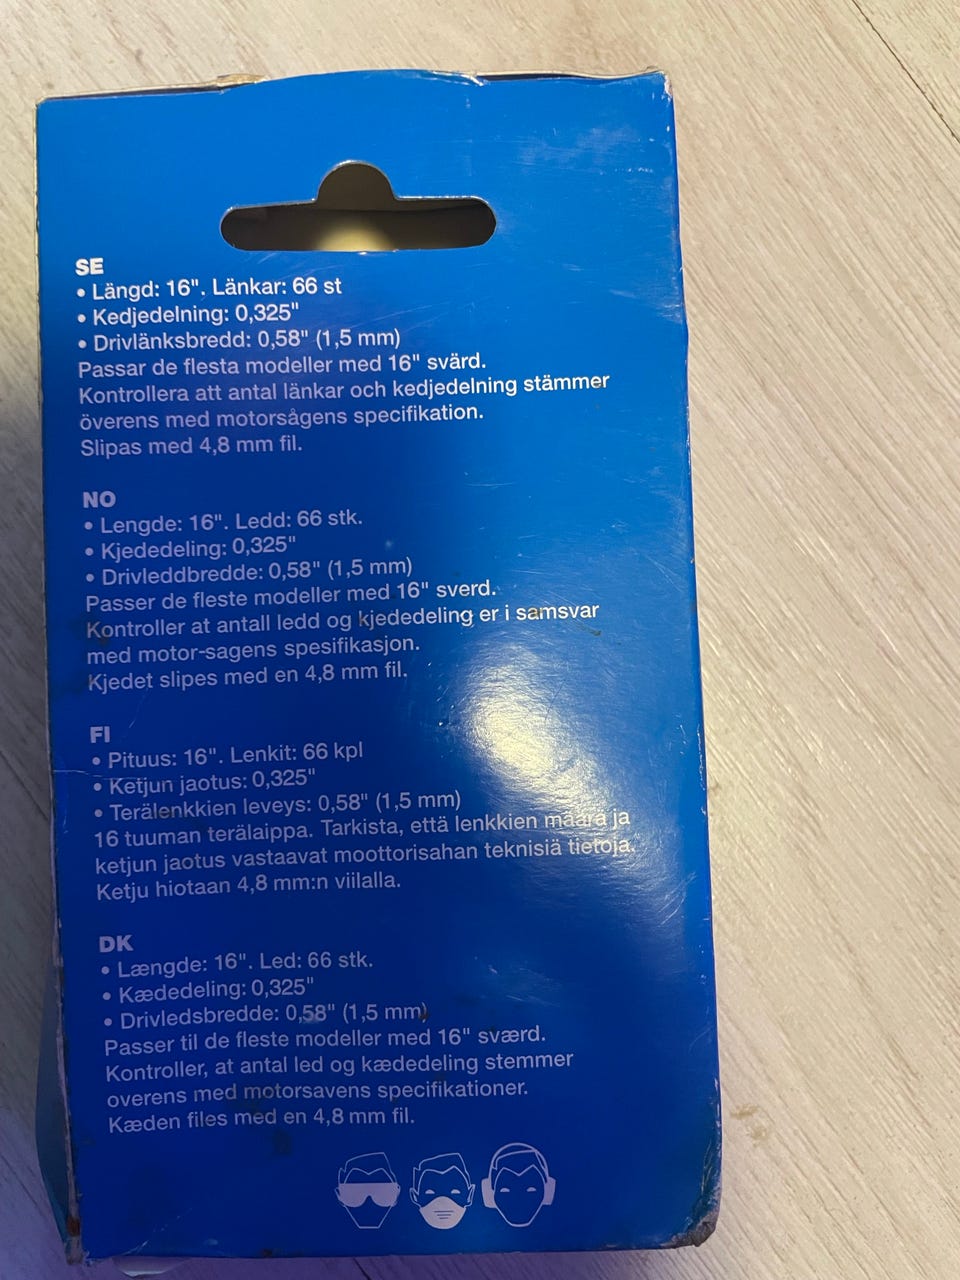 SE
• Längd: 16". Länkar: 66 st
• Kedjedelning: 0,325"
• Drivlänksbredd: 0,58" (1,5 mm)
Passar de flesta modeller med 16" svärd.
Kontrollera att antal länkar och kedjedelning stämmer
överens med motorsågens specifikation.
Slipas med 4,8 mm fil.
NO
• Lengde: 16". Ledd: 66 stk.
• Kjededeling: 0,325"
• Drivleddbredde: 0,58" (1,5 mm)
Passer de fleste modeller med 16" sverd.
Kontroller at antall ledd og kjededeling er i samsvar
med motor-sagens spesifikasjon.
Kjedet slipes med en 4,8 mm fil.
FI
• Pituus: 16". Lenkit: 66 kpl
• Ketjun jaotus: 0,325"
• Terälenkkien leveys: 0,58" (1,5 mm)
16 tuuman terälaippa. Tarkista, että lenkkien määrä ja
ketjun jaotus vastaavat moottorisahan teknisiä tietoja.
Ketju hiotaan 4,8 mm:n viilalla.
DK
• Længde: 16". Led: 66 stk.
• Kædedeling: 0,325"
• Drivledsbredde: 0,58" (1,5 mm)
Passer til de fleste modeller med 16" sværd.
Kontroller, at antal led og kædedeling stemmer
overens med motorsavens specifikationer.
Kæden files med en 4,8 mm fil.